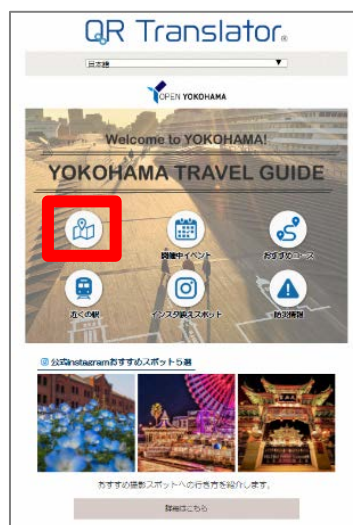 QR Translator®
日本語 ▼
OPEN YOKOHAMA
Welcome to YOKOHAMA!
YOKOHAMA TRAVEL GUIDE
開催中イベント
おすすめコース
近くの駅
インスタ映えスポット
防災情報
公式Instagramおすすめスポット5選
おすすめ撮影スポットへの行き方を紹介します。
詳細はこちら